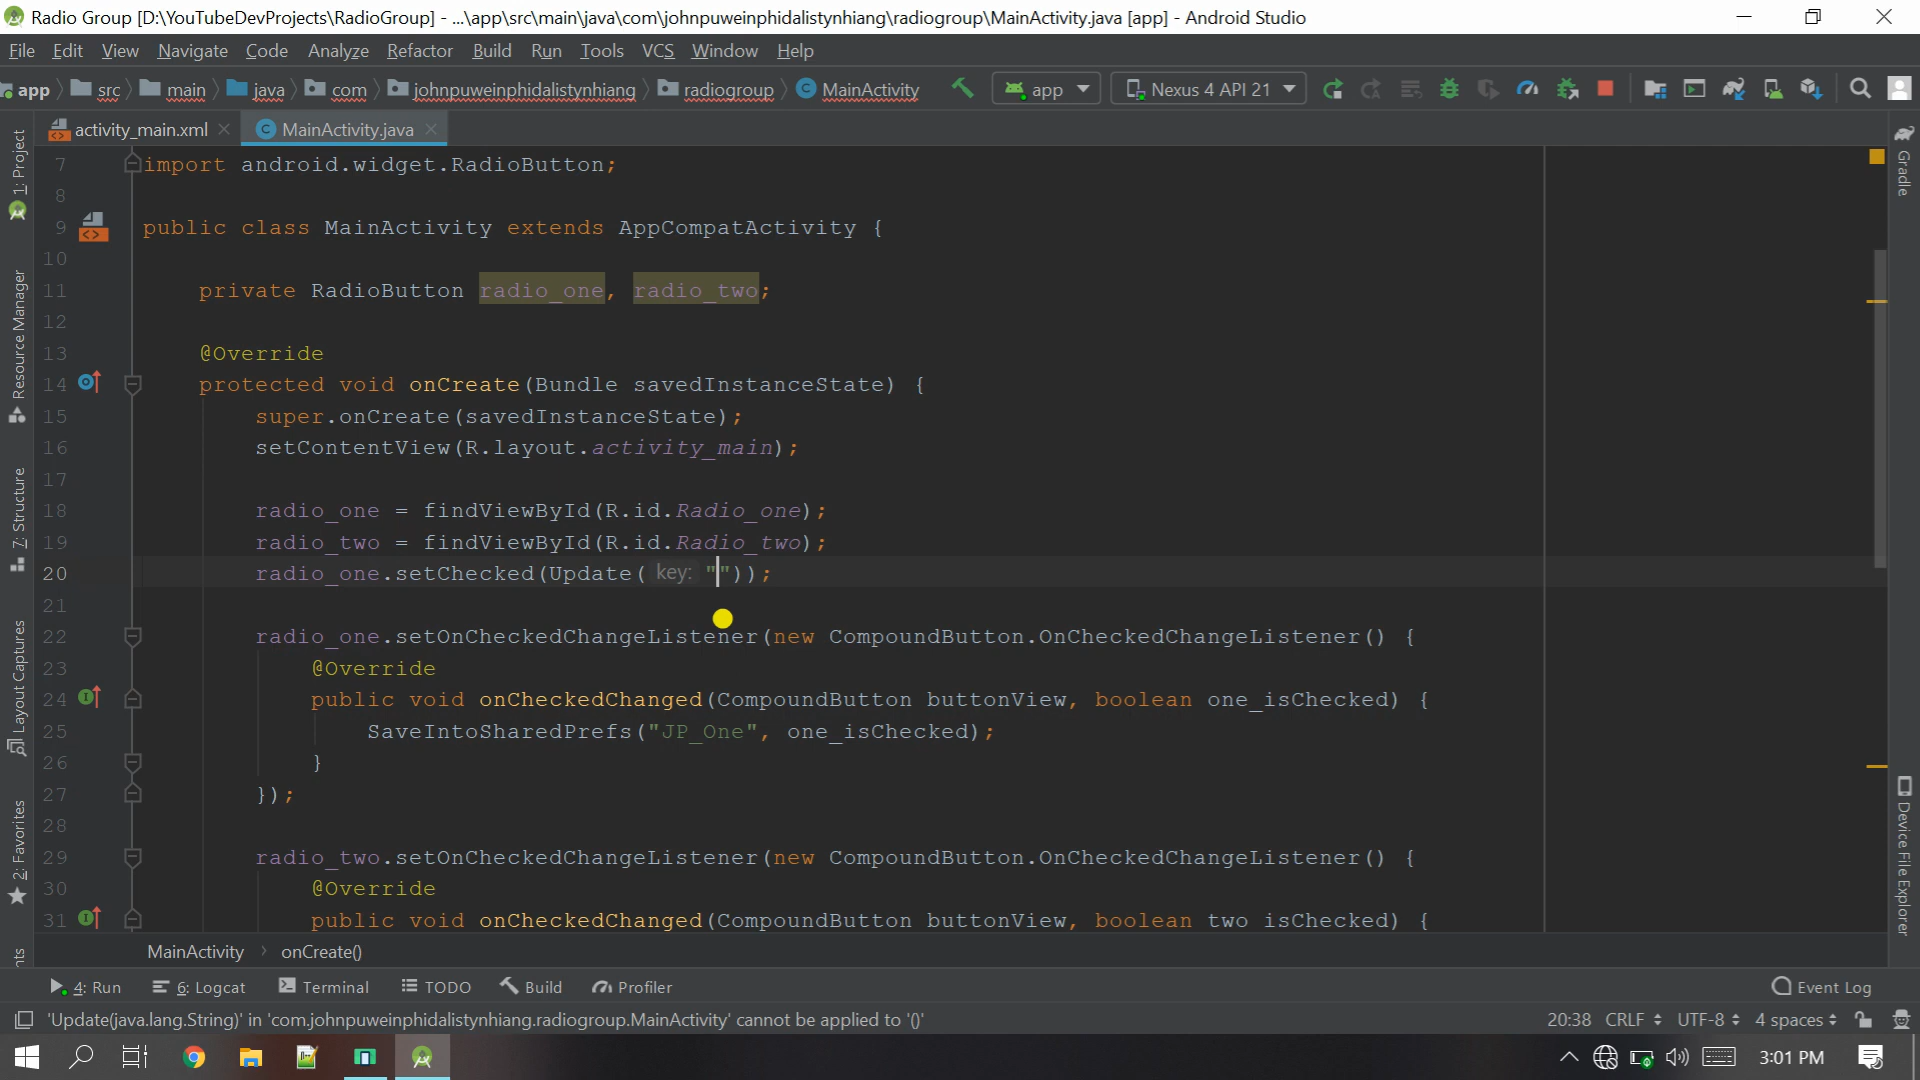 Radio Group [D:\YouTubeDevProjects\RadioGroup] - ...\app\src\main\java\com\johnpuweinphidalistynhiang\radiogroup\MainActivity.java [app] - Android Studio
File Edit View Navigate Code Analyze Refactor Build Run Tools VCS Window Help
app src main java com johnpuweinphidalistynhiang radiogroup MainActivity app Nexus 4 API 21
activity_main.xml MainActivity.java
1: Project
Resource Manager
7: Structure
Layout Captures
2: Favorites
Gradle
Device File Explorer
7 import android.widget.RadioButton;
8
9 public class MainActivity extends AppCompatActivity {
10
11 private RadioButton radio_one, radio_two;
12
13 @Override
14 protected void onCreate(Bundle savedInstanceState) {
15 super.onCreate(savedInstanceState);
16 setContentView(R.layout.activity_main);
17
18 radio_one = findViewById(R.id.Radio_one);
19 radio_two = findViewById(R.id.Radio_two);
20 radio_one.setChecked(Update( key: ""));
21
22 radio_one.setOnCheckedChangeListener(new CompoundButton.OnCheckedChangeListener() {
23 @Override
24 public void onCheckedChanged(CompoundButton buttonView, boolean one_isChecked) {
25 SaveIntoSharedPrefs("JP_One", one_isChecked);
26 }
27 });
28
29 radio_two.setOnCheckedChangeListener(new CompoundButton.OnCheckedChangeListener() {
30 @Override
31 public void onCheckedChanged(CompoundButton buttonView, boolean two isChecked) {
MainActivity > onCreate()
4: Run 6: Logcat Terminal TODO Build Profiler Event Log
'Update(java.lang.String)' in 'com.johnpuweinphidalistynhiang.radiogroup.MainActivity' cannot be applied to '()' 20:38 CRLF UTF-8 4 spaces
3:01 PM